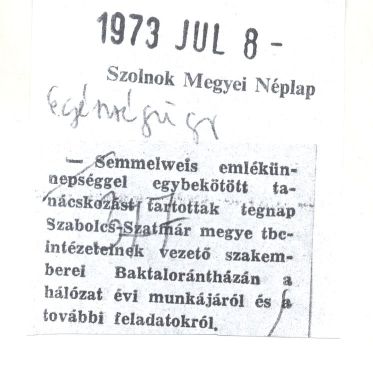 1973 JUL 8 -
Szolnok Megyei Néplap
Egészségügy
— Semmelweis emlékün-
nepséggel egybekötött ta-
nácskozást tartottak tegnap
Szabolcs-Szatmár megye tbc-
intézeteinek vezető szakem-
berei Baktalórántházán a
hálózat évi munkájáról és a
további feladatokról.